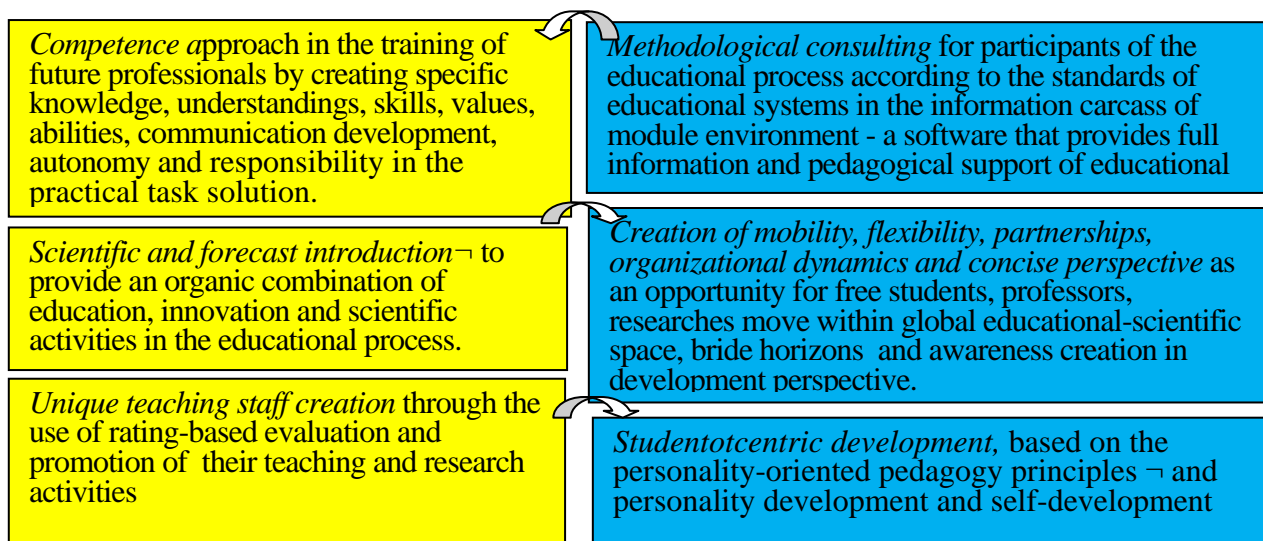 Competence approach in the training of
future professionals by creating specific
knowledge, understandings, skills, values,
abilities, communication development,
autonomy and responsibility in the
practical task solution.
Methodological consulting for participants of the
educational process according to the standards of
educational systems in the information carcass of
module environment - a software that provides full
information and pedagogical support of educational
Scientific and forecast introduction¬ to
provide an organic combination of
education, innovation and scientific
activities in the educational process.
Creation of mobility, flexibility, partnerships,
organizational dynamics and concise perspective as
an opportunity for free students, professors,
researches move within global educational-scientific
space, bride horizons and awareness creation in
development perspective.
Unique teaching staff creation through the
use of rating-based evaluation and
promotion of their teaching and research
activities
Studentotcentric development, based on the
personality-oriented pedagogy principles ¬ and
personality development and self-development